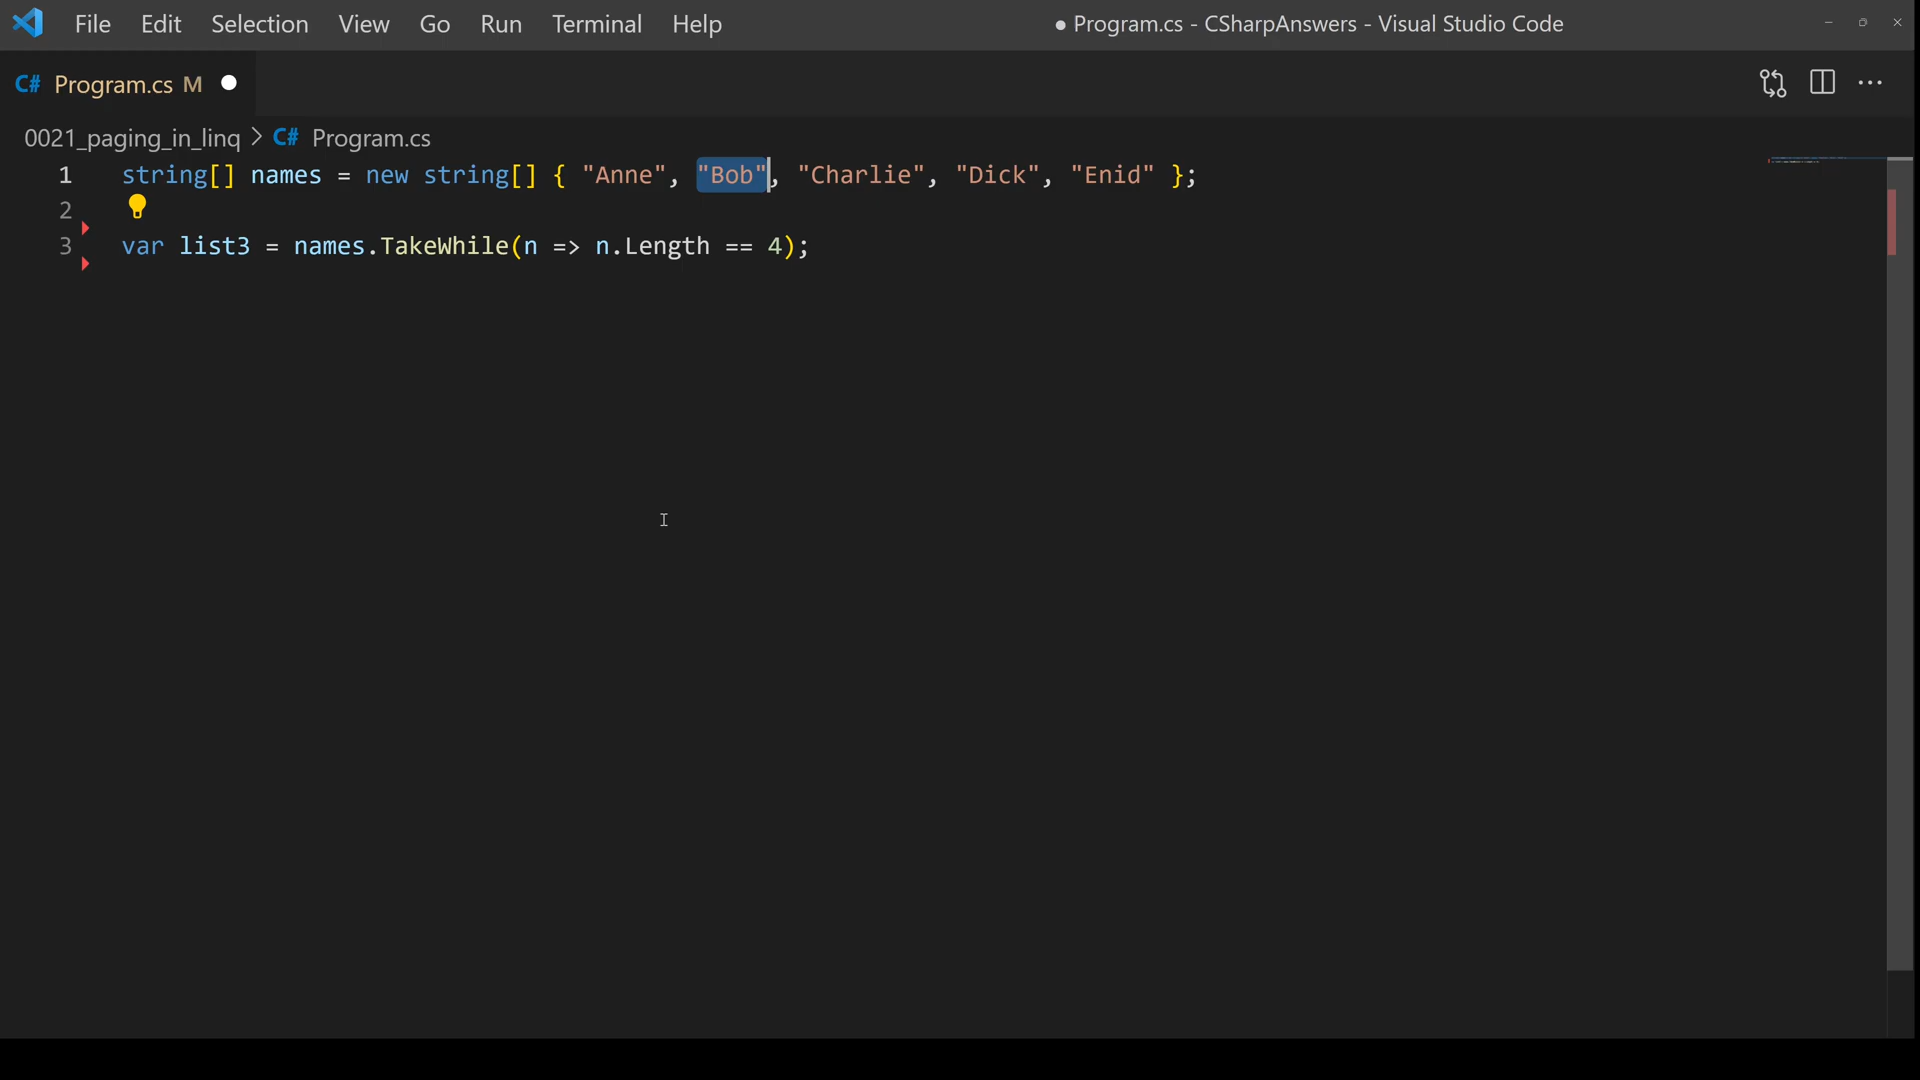 File Edit Selection View Go Run Terminal Help ● Program.cs - CSharpAnswers - Visual Studio Code
C# Program.cs M
0021_paging_in_linq > C# Program.cs
1 string[] names = new string[] { "Anne", "Bob", "Charlie", "Dick", "Enid" };
2
3 var list3 = names.TakeWhile(n => n.Length == 4);